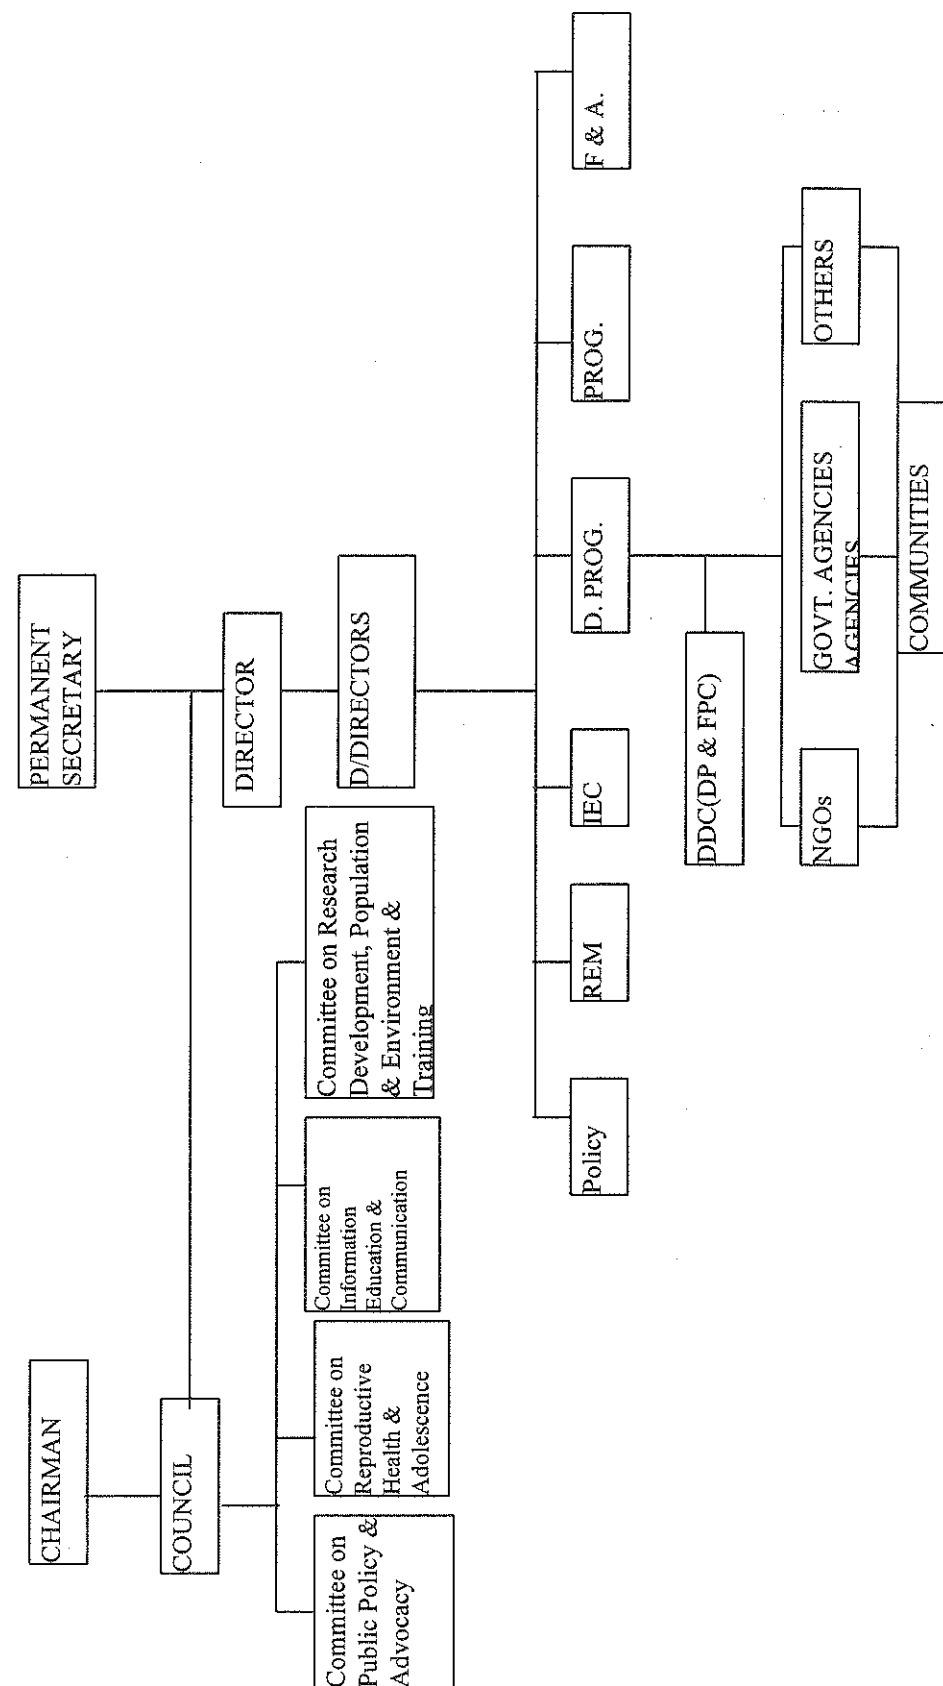 CHAIRMAN
PERMANENT
SECRETARY
COUNCIL
DIRECTOR
Committee on
Public Policy &
Advocacy
Committee on
Reproductive
Health &
Adolescence
Committee on
Information
Education &
Communication
Committee on Research
Development, Population
& Environment &
Training
D/DIRECTORS
Policy
REM
IEC
D. PROG.
PROG.
F & A.
DDC(DP & FPC)
NGOs
GOVT. AGENCIES
AGENCIES
OTHERS
COMMUNITIES